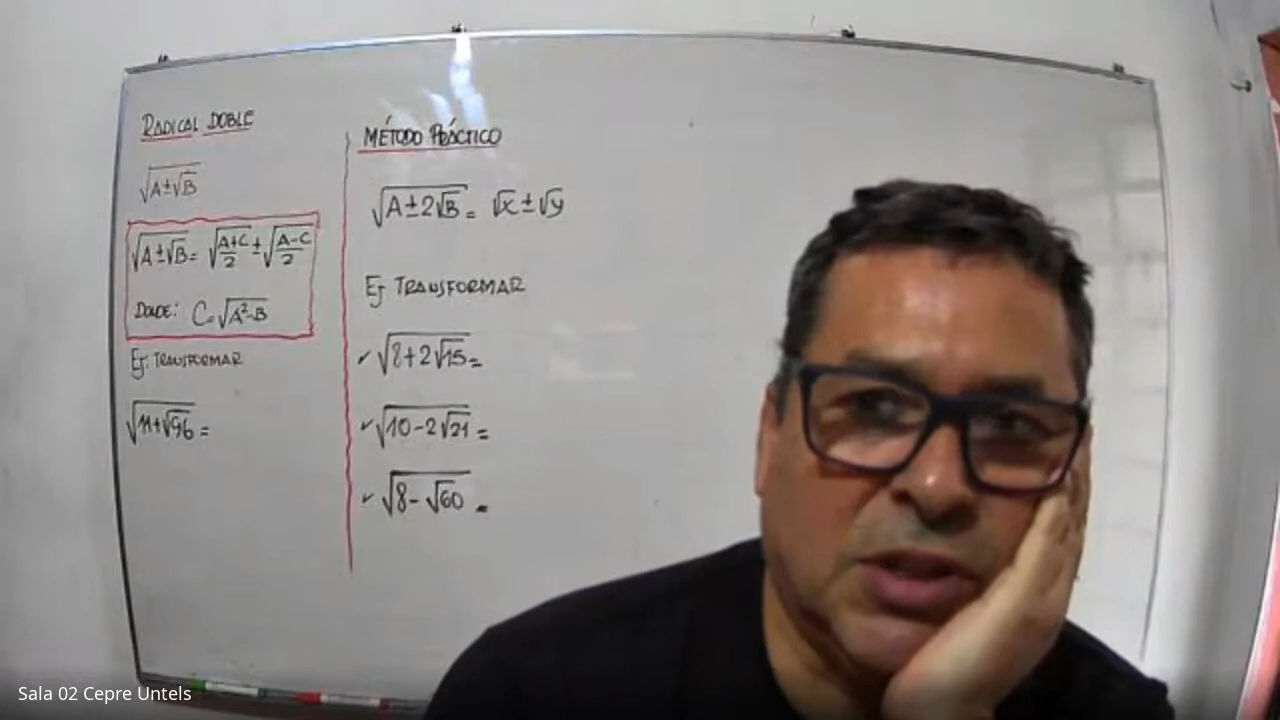 RADICAL DOBLE
√(A±√B)
√(A±√B) = √((A+C)/2) ± √((A-C)/2)
DONDE: C=√(A²-B)
Ej: TRANSFORMAR
√(11+√96) =
MÉTODO PRÁCTICO
√(A±2√B) = √x ± √y
Ej TRANSFORMAR
✓ √(8+2√15) =
✓ √(10-2√21) =
✓ √(8-√60) =
Sala 02 Cepre Untels